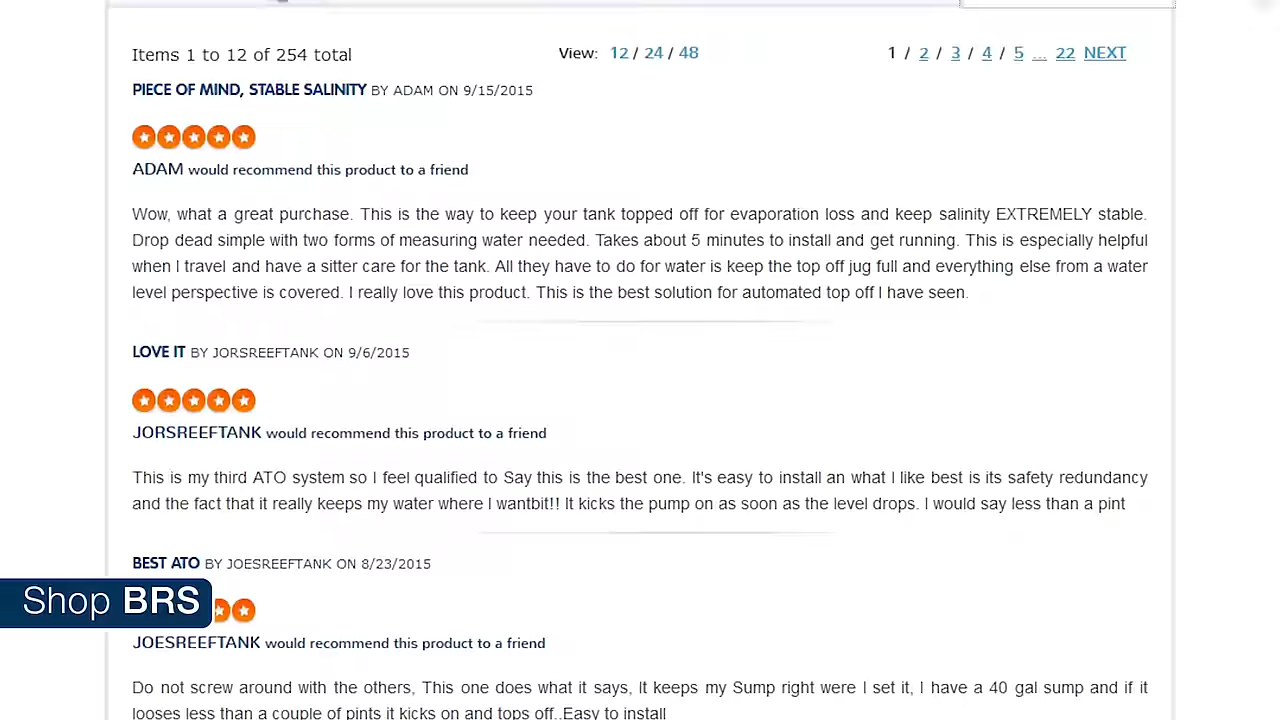 Items 1 to 12 of 254 total
View: 12 / 24 / 48
1 / 2 / 3 / 4 / 5 ... 22 NEXT
PIECE OF MIND, STABLE SALINITY BY ADAM ON 9/15/2015
ADAM would recommend this product to a friend
Wow, what a great purchase. This is the way to keep your tank topped off for evaporation loss and keep salinity EXTREMELY stable.
Drop dead simple with two forms of measuring water needed. Takes about 5 minutes to install and get running. This is especially helpful
when I travel and have a sitter care for the tank. All they have to do for water is keep the top off jug full and everything else from a water
level perspective is covered. I really love this product. This is the best solution for automated top off I have seen.
LOVE IT BY JORSREEFTANK ON 9/6/2015
JORSREEFTANK would recommend this product to a friend
This is my third ATO system so I feel qualified to Say this is the best one. It's easy to install an what I like best is its safety redundancy
and the fact that it really keeps my water where I wantbit!! It kicks the pump on as soon as the level drops. I would say less than a pint
BEST ATO BY JOESREEFTANK ON 8/23/2015
Shop BRS
JOESREEFTANK would recommend this product to a friend
Do not screw around with the others, This one does what it says, It keeps my Sump right were I set it, I have a 40 gal sump and if it
looses less than a couple of pints it kicks on and tops off..Easy to install